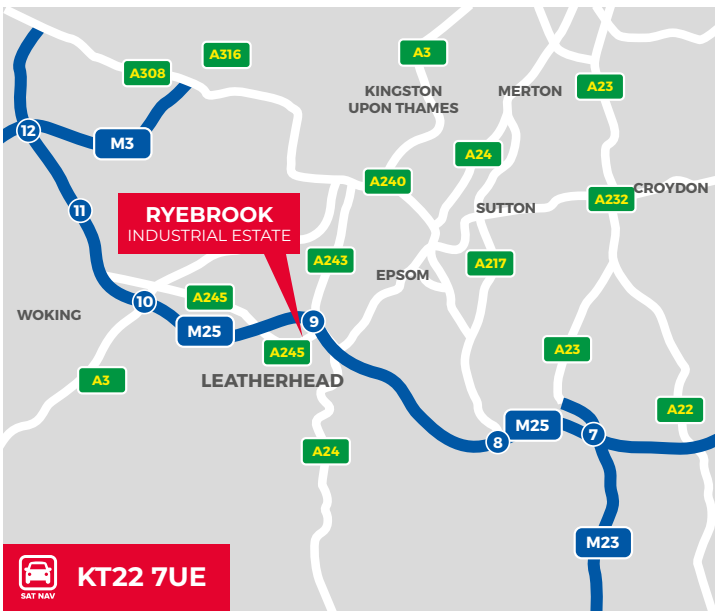 A316
A3
A308
KINGSTON
UPON THAMES
MERTON
A23
12
M3
A24
A240
CROYDON
A232
11
RYEBROOK
INDUSTRIAL ESTATE
SUTTON
A243
EPSOM
A217
10
A245
WOKING
9
M25
A245
A23
LEATHERHEAD
A3
A22
M25
7
8
A24
M23
SAT NAV
KT22 7UE